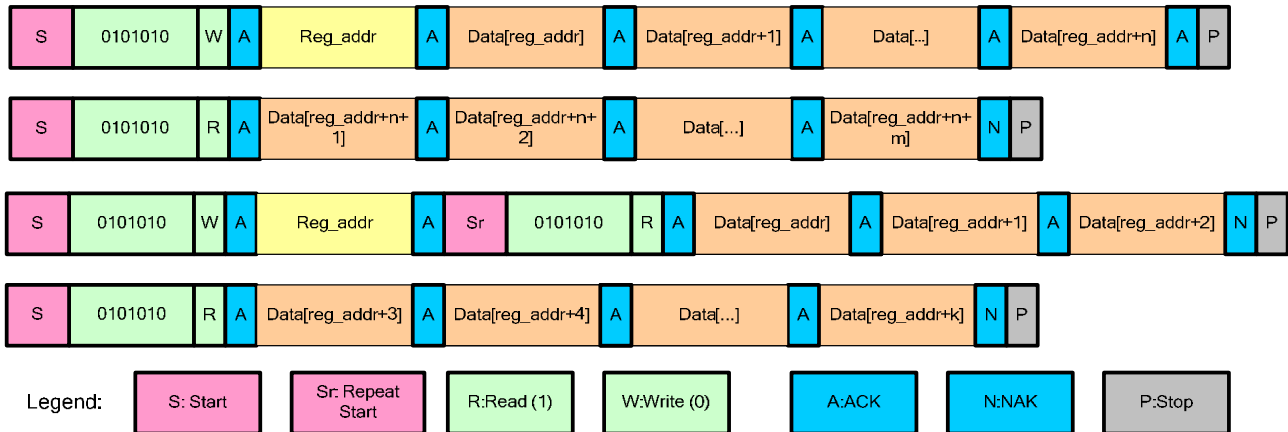 S 0101010 W A Reg_addr A Data[reg_addr] A Data[reg_addr+1] A Data[...] A Data[reg_addr+n] A P
S 0101010 R A Data[reg_addr+n+1] A Data[reg_addr+n+2] A Data[...] A Data[reg_addr+n+m] N P
S 0101010 W A Reg_addr A Sr 0101010 R A Data[reg_addr] A Data[reg_addr+1] A Data[reg_addr+2] N P
S 0101010 R A Data[reg_addr+3] A Data[reg_addr+4] A Data[...] A Data[reg_addr+k] N P
Legend: S: Start Sr: Repeat Start R:Read (1) W:Write (0) A:ACK N:NAK P:Stop